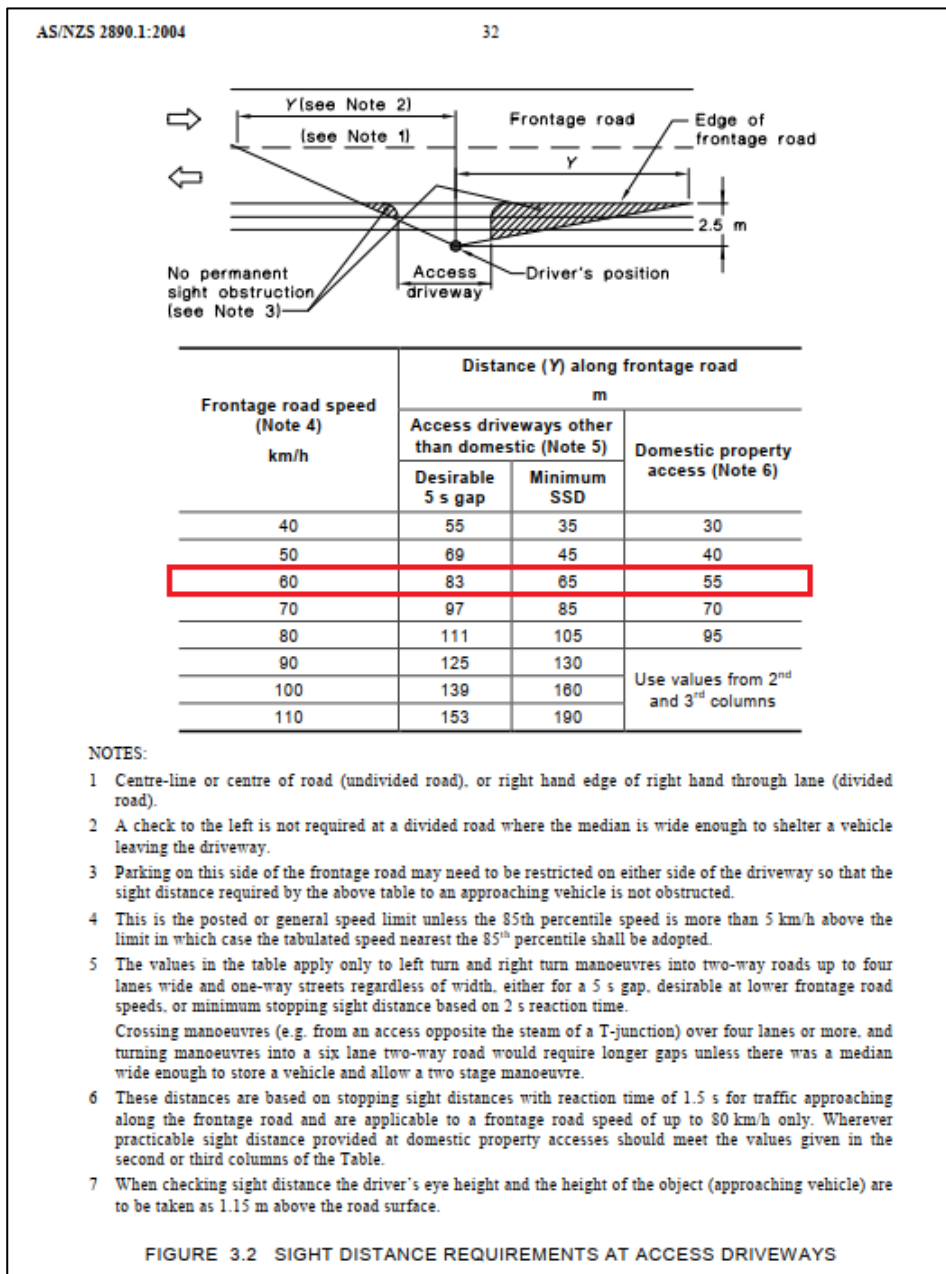 AS/NZS 2890.1:2004 32
Y(see Note 2)
(see Note 1)
Frontage road
Edge of
frontage road
Y
2.5 m
No permanent
sight obstruction
(see Note 3)
Access
driveway
Driver's position
Frontage road speed
(Note 4)
km/h
Distance (Y) along frontage road
m
Access driveways other
than domestic (Note 5)
Domestic property
access (Note 6)
Desirable
5 s gap
Minimum
SSD
40 55 35 30
50 69 45 40
60 83 65 55
70 97 85 70
80 111 105 95
90 125 130
100 139 160
110 153 190
Use values from 2nd
and 3rd columns
NOTES:
1 Centre-line or centre of road (undivided road), or right hand edge of right hand through lane (divided
road).
2 A check to the left is not required at a divided road where the median is wide enough to shelter a vehicle
leaving the driveway.
3 Parking on this side of the frontage road may need to be restricted on either side of the driveway so that the
sight distance required by the above table to an approaching vehicle is not obstructed.
4 This is the posted or general speed limit unless the 85th percentile speed is more than 5 km/h above the
limit in which case the tabulated speed nearest the 85th percentile shall be adopted.
5 The values in the table apply only to left turn and right turn manoeuvres into two-way roads up to four
lanes wide and one-way streets regardless of width, either for a 5 s gap, desirable at lower frontage road
speeds, or minimum stopping sight distance based on 2 s reaction time.
Crossing manoeuvres (e.g. from an access opposite the steam of a T-junction) over four lanes or more, and
turning manoeuvres into a six lane two-way road would require longer gaps unless there was a median
wide enough to store a vehicle and allow a two stage manoeuvre.
6 These distances are based on stopping sight distances with reaction time of 1.5 s for traffic approaching
along the frontage road and are applicable to a frontage road speed of up to 80 km/h only. Wherever
practicable sight distance provided at domestic property accesses should meet the values given in the
second or third columns of the Table.
7 When checking sight distance the driver's eye height and the height of the object (approaching vehicle) are
to be taken as 1.15 m above the road surface.
FIGURE 3.2 SIGHT DISTANCE REQUIREMENTS AT ACCESS DRIVEWAYS